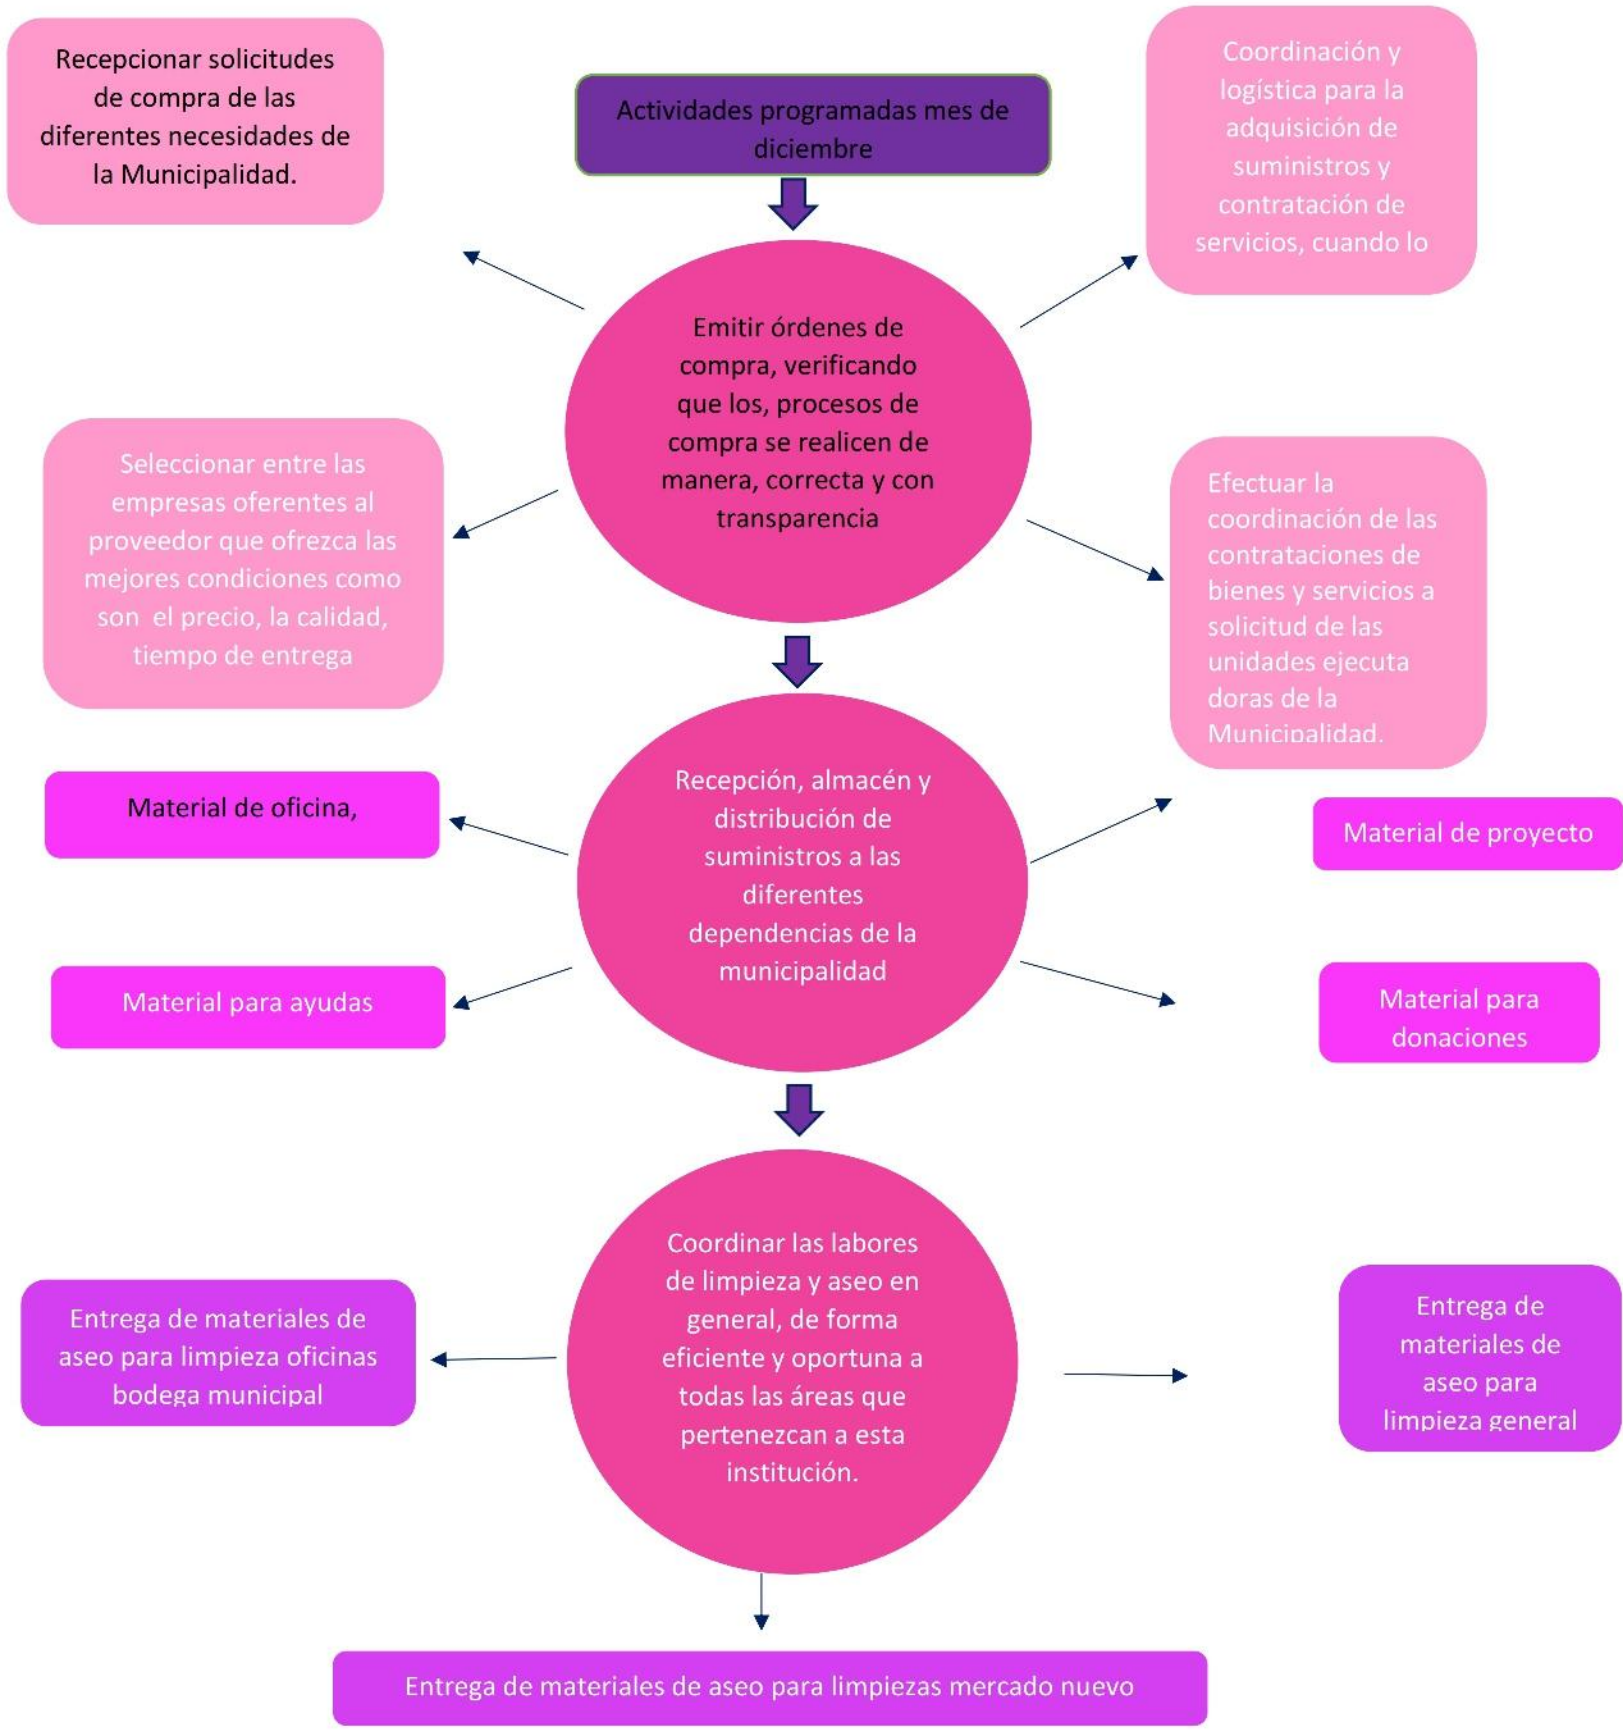 Recepcionar solicitudes
de compra de las
diferentes necesidades de
la Municipalidad.
Actividades programadas mes de
diciembre
Coordinación y
logística para la
adquisición de
suministros y
contratación de
servicios, cuando lo
Emitir órdenes de
compra, verificando
que los, procesos de
compra se realicen de
manera, correcta y con
transparencia
Seleccionar entre las
empresas oferentes al
proveedor que ofrezca las
mejores condiciones como
son el precio, la calidad,
tiempo de entrega
Efectuar la
coordinación de las
contrataciones de
bienes y servicios a
solicitud de las
unidades ejecuta
doras de la
Municipalidad.
Recepción, almacén y
distribución de
suministros a las
diferentes
dependencias de la
municipalidad
Material de oficina,
Material de proyecto
Material para ayudas
Material para
donaciones
Coordinar las labores
de limpieza y aseo en
general, de forma
eficiente y oportuna a
todas las áreas que
pertenezcan a esta
institución.
Entrega de materiales de
aseo para limpieza oficinas
bodega municipal
Entrega de
materiales de
aseo para
limpieza general
Entrega de materiales de aseo para limpiezas mercado nuevo